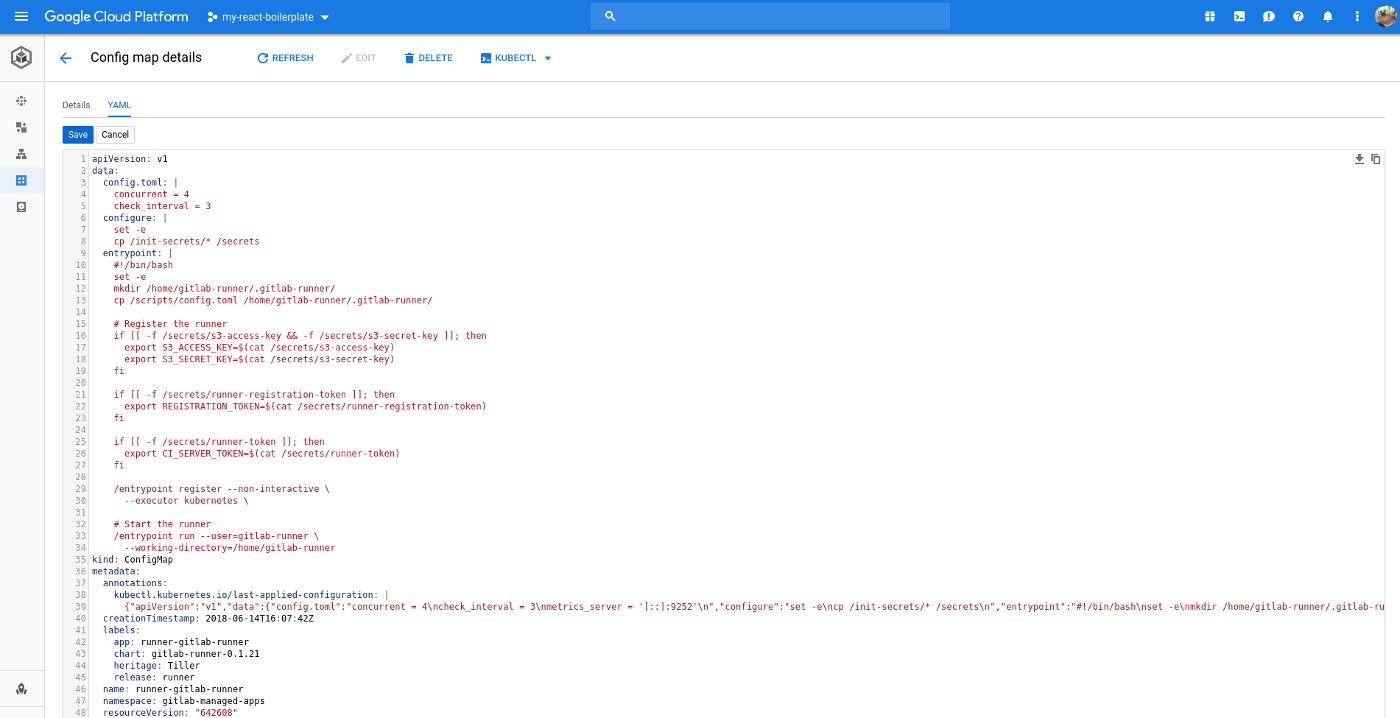 Google Cloud Platform my-react-boilerplate
Config map details REFRESH EDIT DELETE KUBECTL
Details YAML
Save Cancel
1 apiVersion: v1
2 data:
3 config.toml: |
4 concurrent = 4
5 check_interval = 3
6 configure: |
7 set -e
8 cp /init-secrets/* /secrets
9 entrypoint: |
10 #!/bin/bash
11 set -e
12 mkdir /home/gitlab-runner/.gitlab-runner/
13 cp /scripts/config.toml /home/gitlab-runner/.gitlab-runner/
14
15 # Register the runner
16 if [[ -f /secrets/s3-access-key && -f /secrets/s3-secret-key ]]; then
17 export S3_ACCESS_KEY=$(cat /secrets/s3-access-key)
18 export S3_SECRET_KEY=$(cat /secrets/s3-secret-key)
19 fi
20
21 if [[ -f /secrets/runner-registration-token ]]; then
22 export REGISTRATION_TOKEN=$(cat /secrets/runner-registration-token)
23 fi
24
25 if [[ -f /secrets/runner-token ]]; then
26 export CI_SERVER_TOKEN=$(cat /secrets/runner-token)
27 fi
28
29 /entrypoint register --non-interactive \
30 --executor kubernetes \
31
32 # Start the runner
33 /entrypoint run --user=gitlab-runner \
34 --working-directory=/home/gitlab-runner
35 kind: ConfigMap
36 metadata:
37 annotations:
38 kubectl.kubernetes.io/last-applied-configuration: |
39 {"apiVersion":"v1","data":{"config.toml":"concurrent = 4\ncheck_interval = 3\nmetrics_server = '[::]:9252'\n","configure":"set -e\ncp /init-secrets/* /secrets\n","entrypoint":"#!/bin/bash\nset -e\nmkdir /home/gitlab-runner/.gitlab-ru
40 creationTimestamp: 2018-06-14T16:07:42Z
41 labels:
42 app: runner-gitlab-runner
43 chart: gitlab-runner-0.1.21
44 heritage: Tiller
45 release: runner
46 name: runner-gitlab-runner
47 namespace: gitlab-managed-apps
48 resourceVersion: "642608"